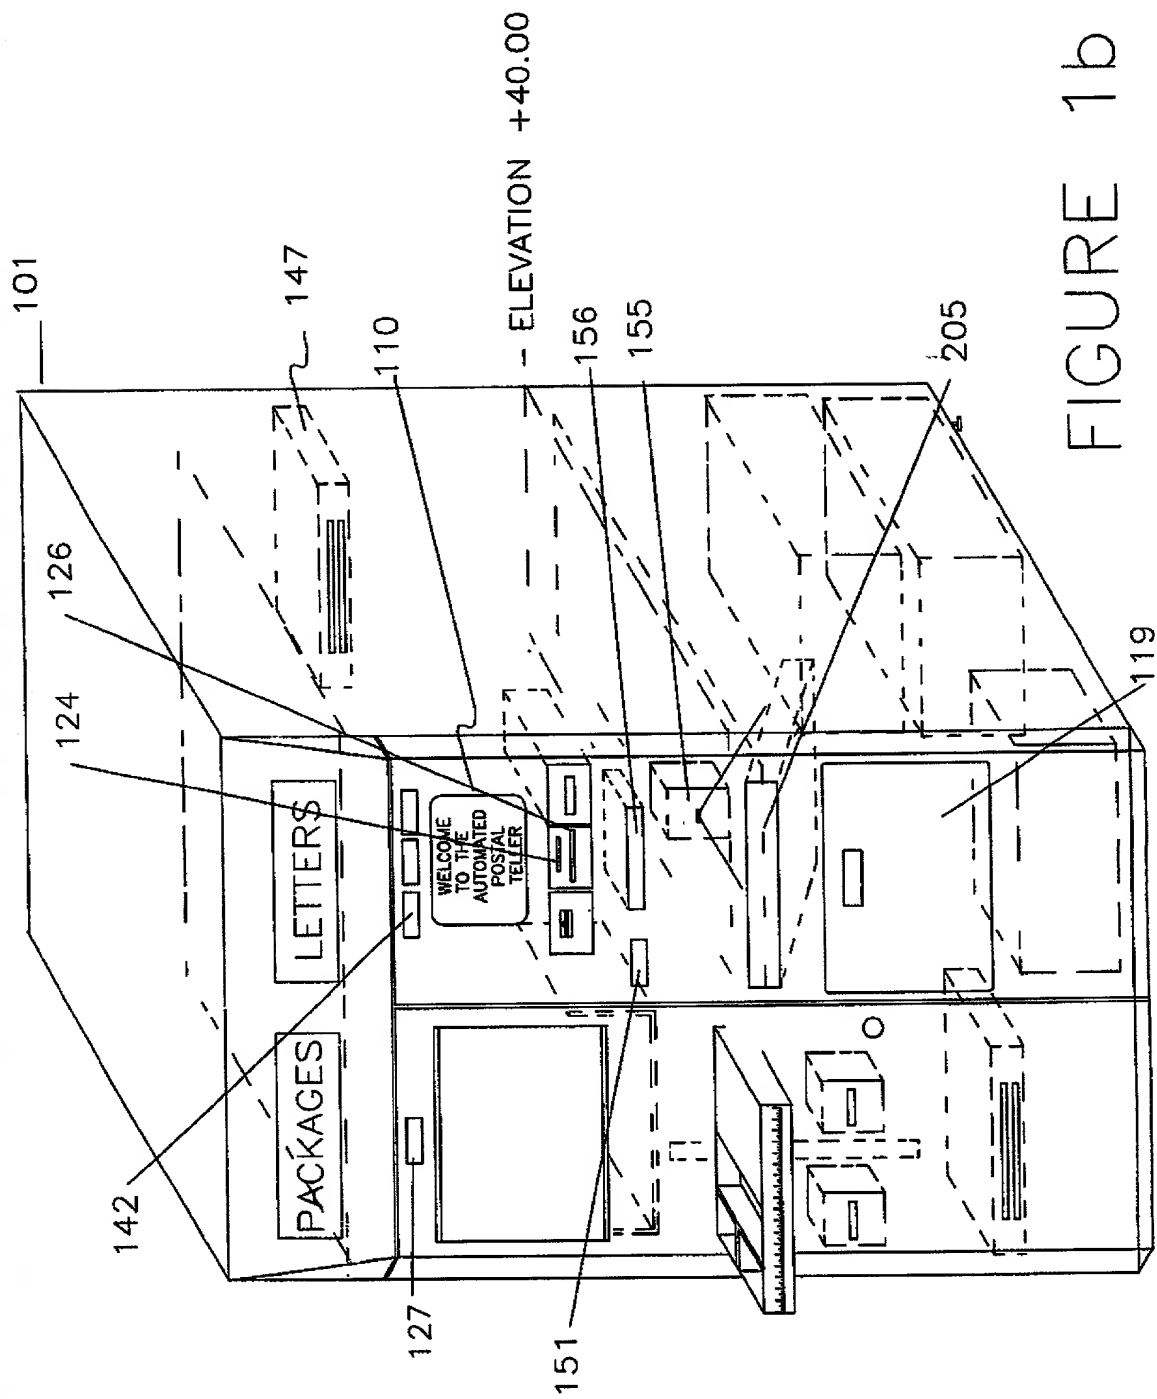 101
147
110
- ELEVATION +40.00
156
155
205
126
124
119
142
127
151
PACKAGES
LETTERS
WELCOME
TO THE
AUTOMATED
POSTAL
TELLER
FIGURE 1b